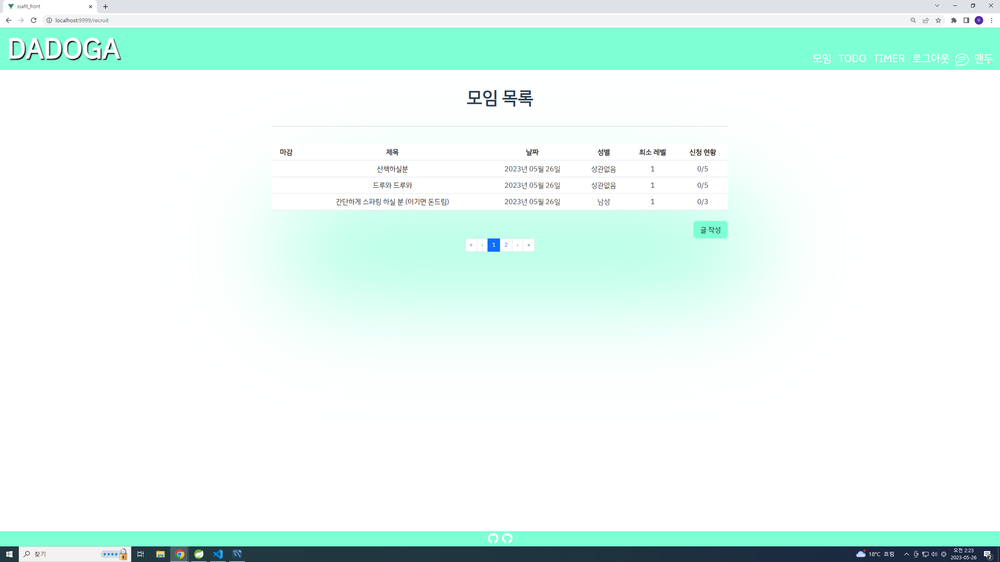 ssafit_front
localhost:9999/recruit
두
DADOGA
모임 TODO TIMER 로그아웃 맨두
모임 목록
마감 제목 날짜 성별 최소 레벨 신청 현황
산책하실분 2023년 05월 26일 상관없음 1 0/5
드루와 드루와 2023년 05월 26일 상관없음 1 0/5
간단하게 스파링 하실 분 (이기면 돈드림) 2023년 05월 26일 남성 1 0/3
글 작성
« ‹ 1 2 › »
찾기
18°C 흐림
오전 2:23
2023-05-26
2